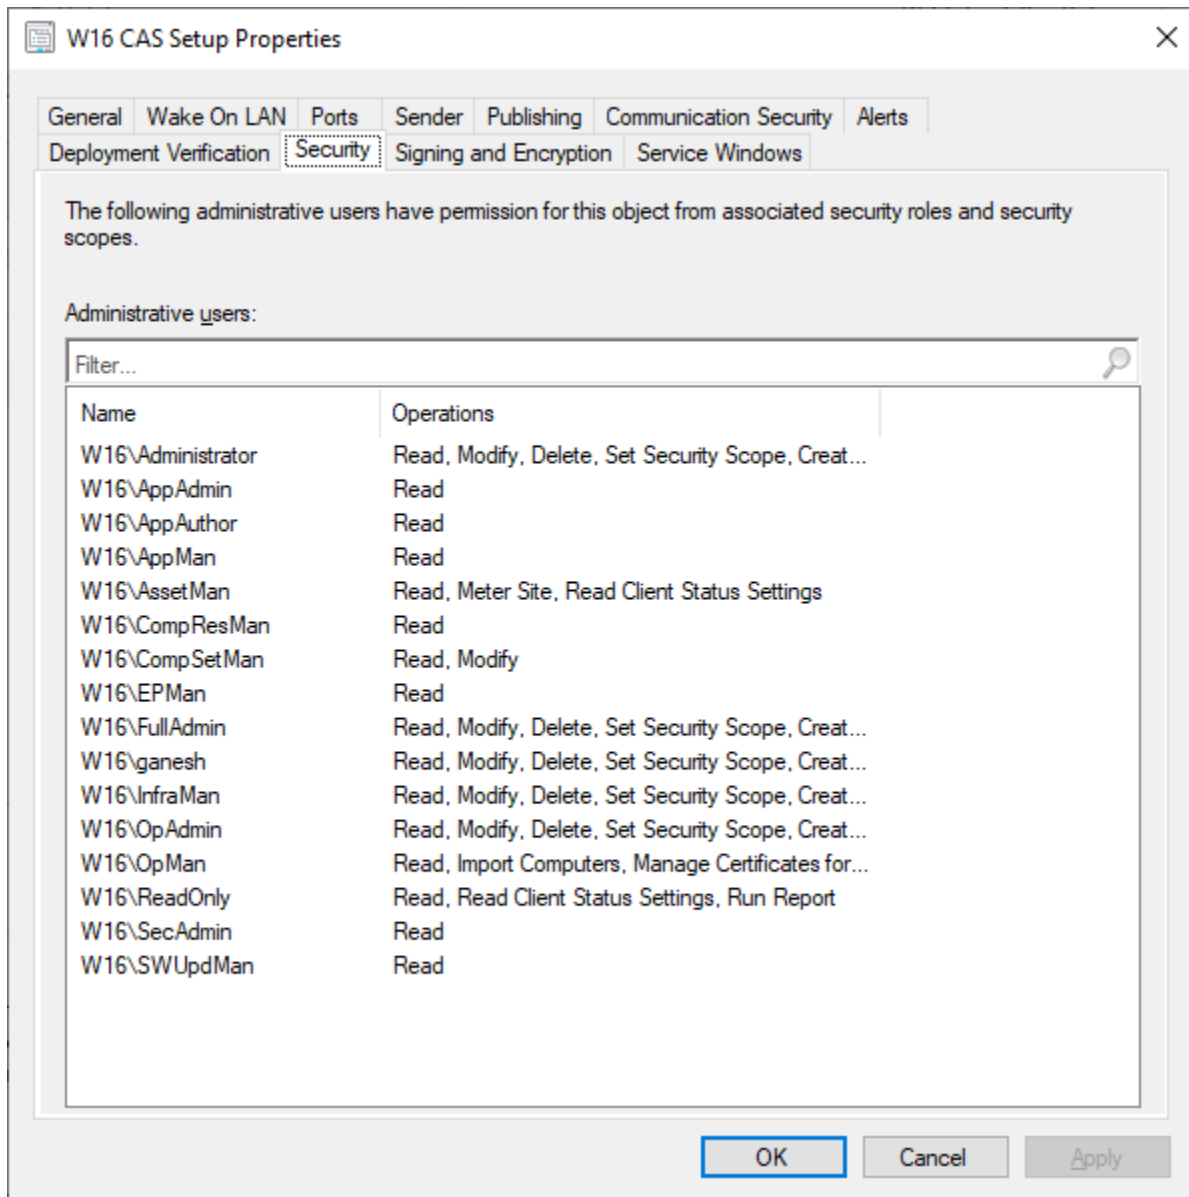 W16 CAS Setup Properties
General Wake On LAN Ports Sender Publishing Communication Security Alerts
Deployment Verification Security Signing and Encryption Service Windows
The following administrative users have permission for this object from associated security roles and security
scopes.
Administrative users:
Filter...
Name Operations
W16\Administrator Read, Modify, Delete, Set Security Scope, Creat...
W16\AppAdmin Read
W16\AppAuthor Read
W16\AppMan Read
W16\AssetMan Read, Meter Site, Read Client Status Settings
W16\CompResMan Read
W16\CompSetMan Read, Modify
W16\EPMan Read
W16\FullAdmin Read, Modify, Delete, Set Security Scope, Creat...
W16\ganesh Read, Modify, Delete, Set Security Scope, Creat...
W16\InfraMan Read, Modify, Delete, Set Security Scope, Creat...
W16\OpAdmin Read, Modify, Delete, Set Security Scope, Creat...
W16\OpMan Read, Import Computers, Manage Certificates for...
W16\ReadOnly Read, Read Client Status Settings, Run Report
W16\SecAdmin Read
W16\SWUpdMan Read
OK Cancel Apply